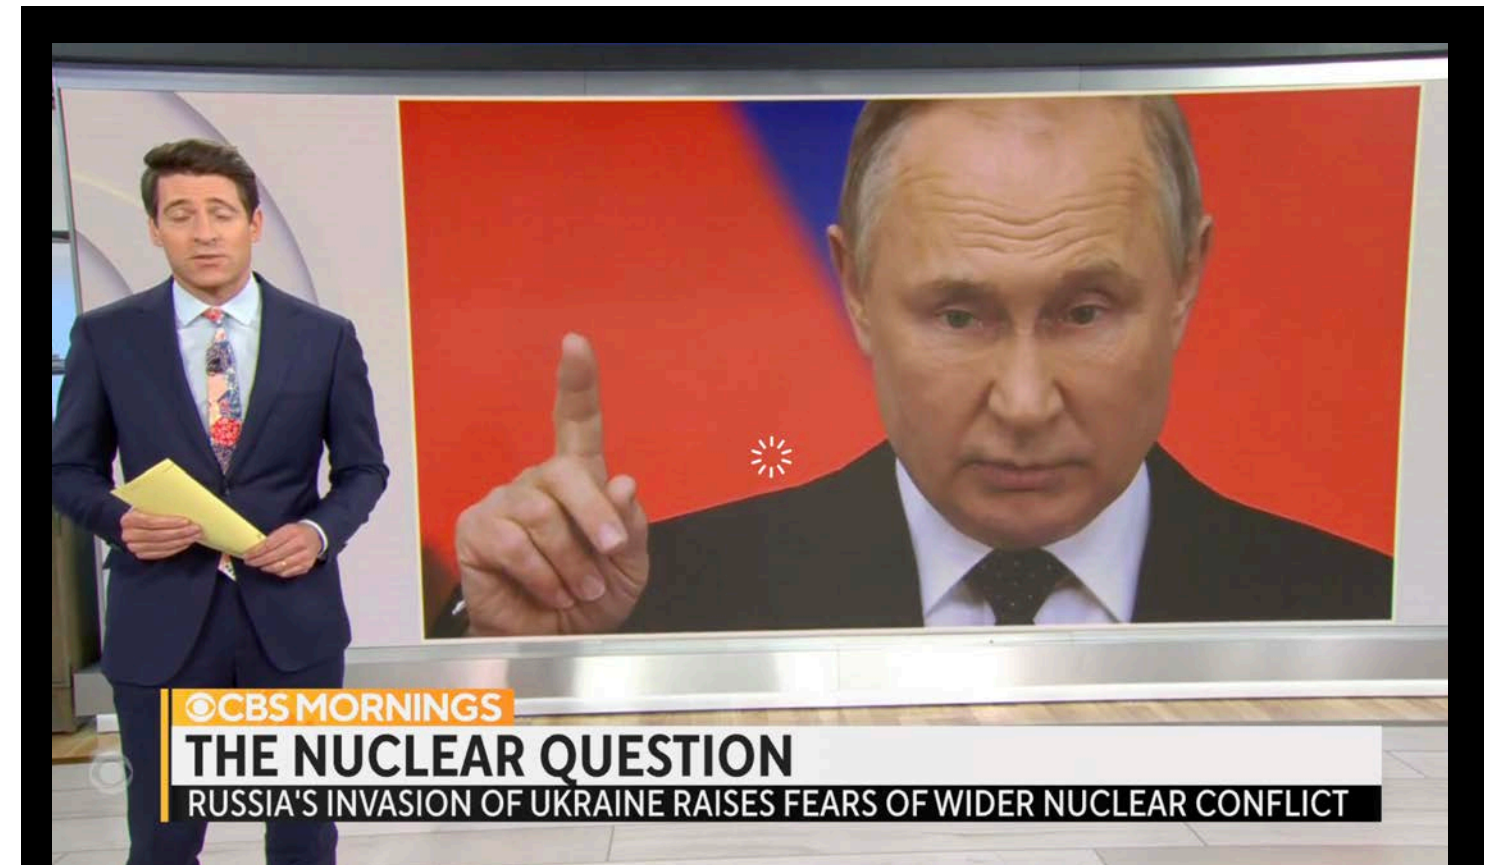 CBS MORNINGS
THE NUCLEAR QUESTION
RUSSIA'S INVASION OF UKRAINE RAISES FEARS OF WIDER NUCLEAR CONFLICT